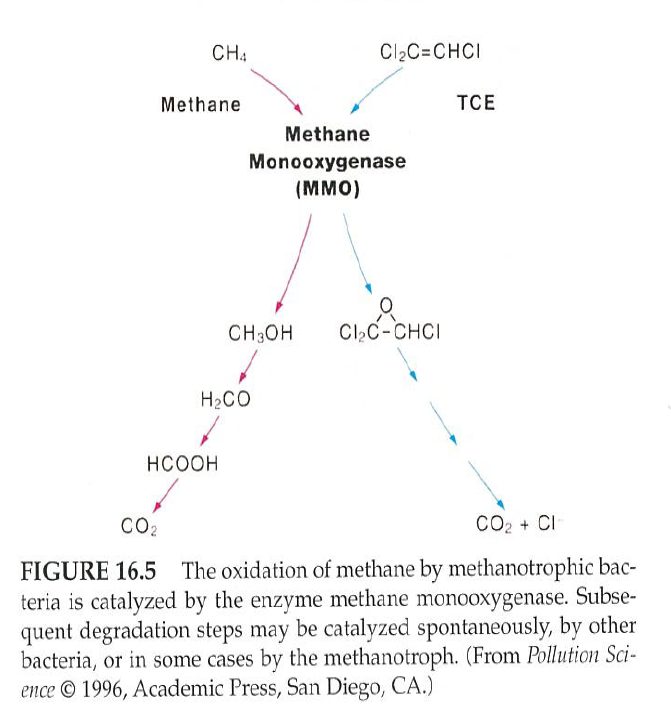 CH₄ Cl₂C=CHCl
Methane TCE
Methane
Monooxygenase
(MMO)
O
CH₃OH Cl₂C-CHCl
H₂CO
HCOOH
CO₂ CO₂ + Cl⁻
FIGURE 16.5 The oxidation of methane by methanotrophic bac-
teria is catalyzed by the enzyme methane monooxygenase. Subse-
quent degradation steps may be catalyzed spontaneously, by other
bacteria, or in some cases by the methanotroph. (From Pollution Sci-
ence © 1996, Academic Press, San Diego, CA.)